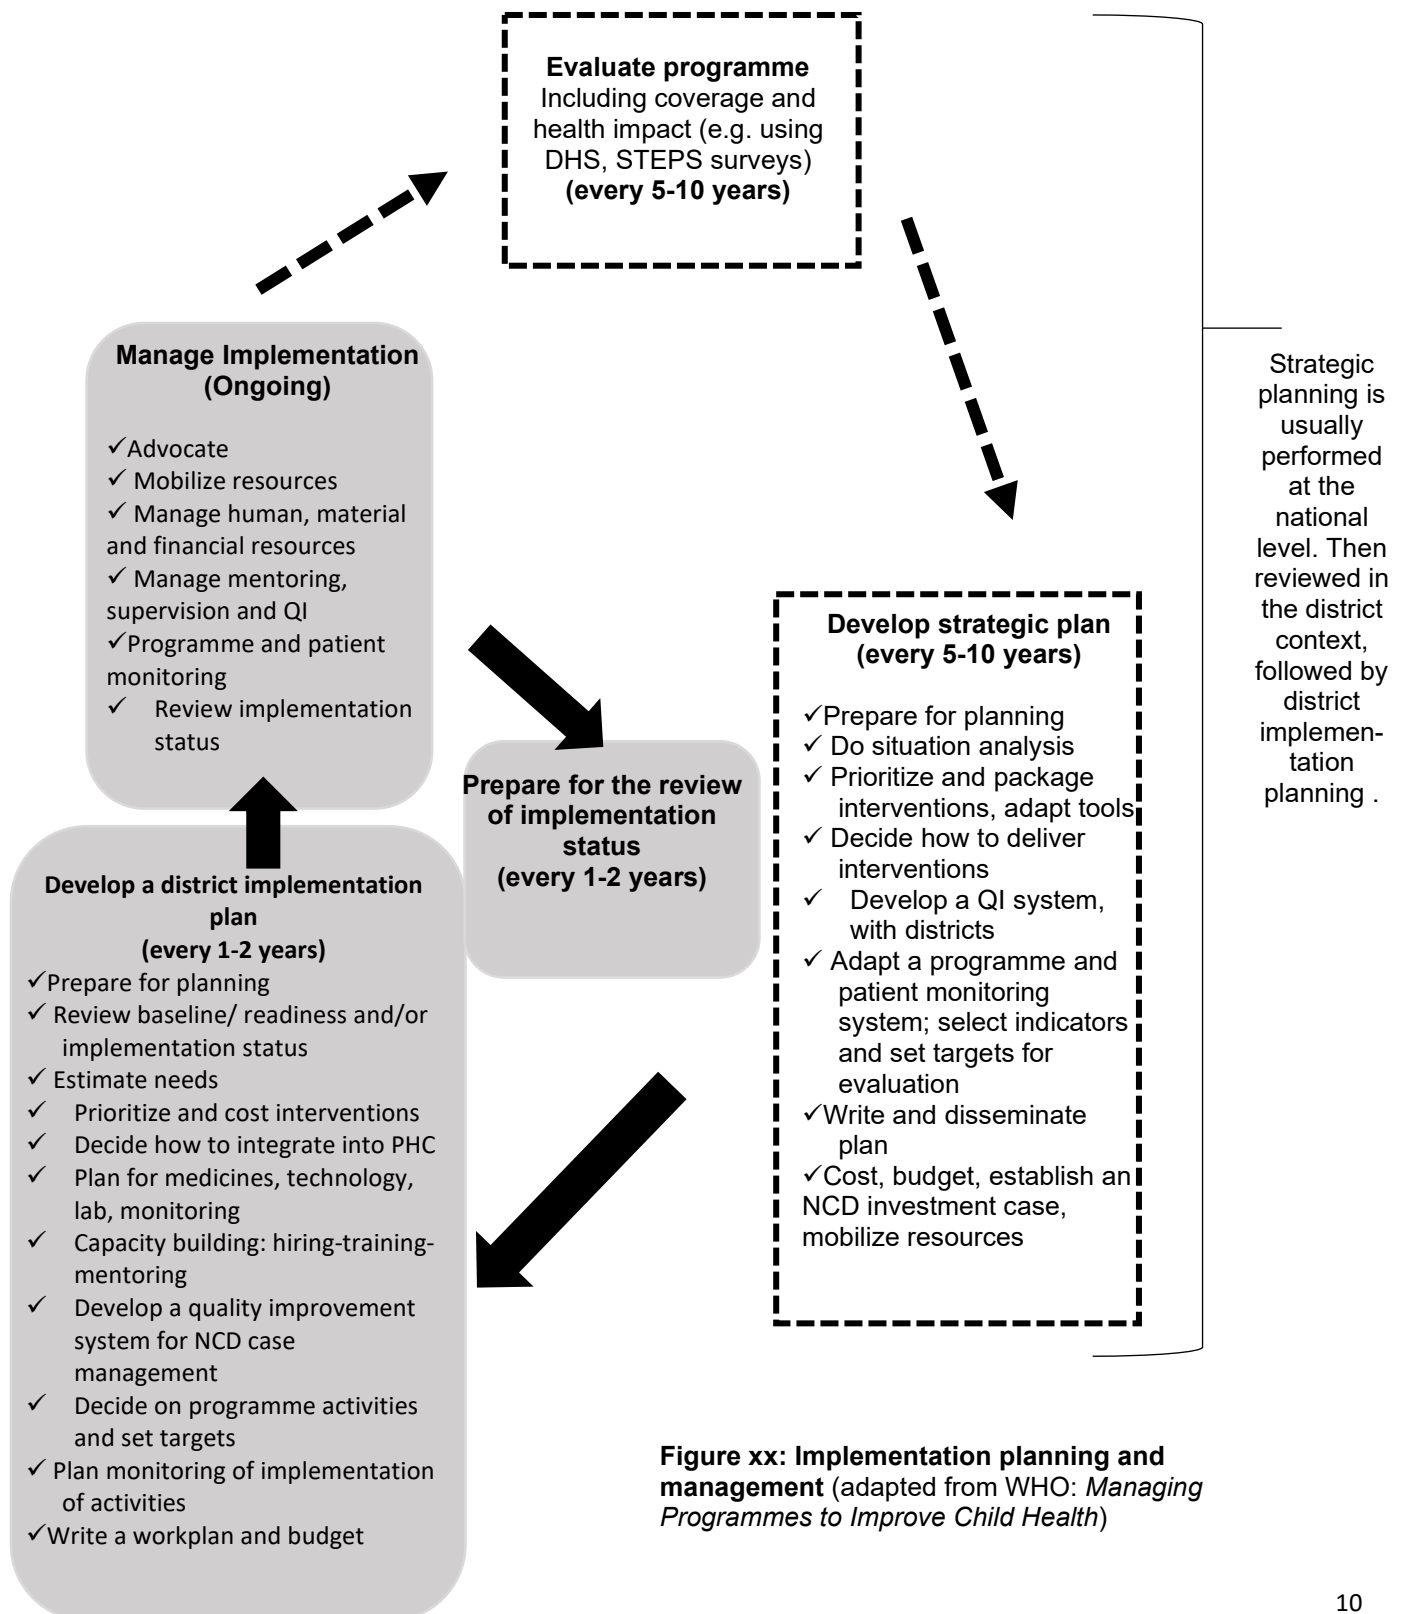 Evaluate programme
Including coverage and
health impact (e.g. using
DHS, STEPS surveys)
(every 5-10 years)
Manage Implementation
(Ongoing)
✓Advocate
✓ Mobilize resources
✓ Manage human, material
and financial resources
✓ Manage mentoring,
supervision and QI
✓Programme and patient
monitoring
✓ Review implementation
status
Prepare for the review
of implementation
status
(every 1-2 years)
Develop a district implementation
plan
(every 1-2 years)
✓Prepare for planning
✓ Review baseline/ readiness and/or
implementation status
✓ Estimate needs
✓ Prioritize and cost interventions
✓ Decide how to integrate into PHC
✓ Plan for medicines, technology,
lab, monitoring
✓ Capacity building: hiring-training-
mentoring
✓ Develop a quality improvement
system for NCD case
management
✓ Decide on programme activities
and set targets
✓ Plan monitoring of implementation
of activities
✓Write a workplan and budget
Develop strategic plan
(every 5-10 years)
✓Prepare for planning
✓ Do situation analysis
✓ Prioritize and package
interventions, adapt tools
✓ Decide how to deliver
interventions
✓ Develop a QI system,
with districts
✓ Adapt a programme and
patient monitoring
system; select indicators
and set targets for
evaluation
✓Write and disseminate
plan
✓Cost, budget, establish an
NCD investment case,
mobilize resources
Strategic
planning is
usually
performed
at the
national
level. Then
reviewed in
the district
context,
followed by
district
implemen-
tation
planning .
Figure xx: Implementation planning and
management (adapted from WHO: Managing
Programmes to Improve Child Health)
10